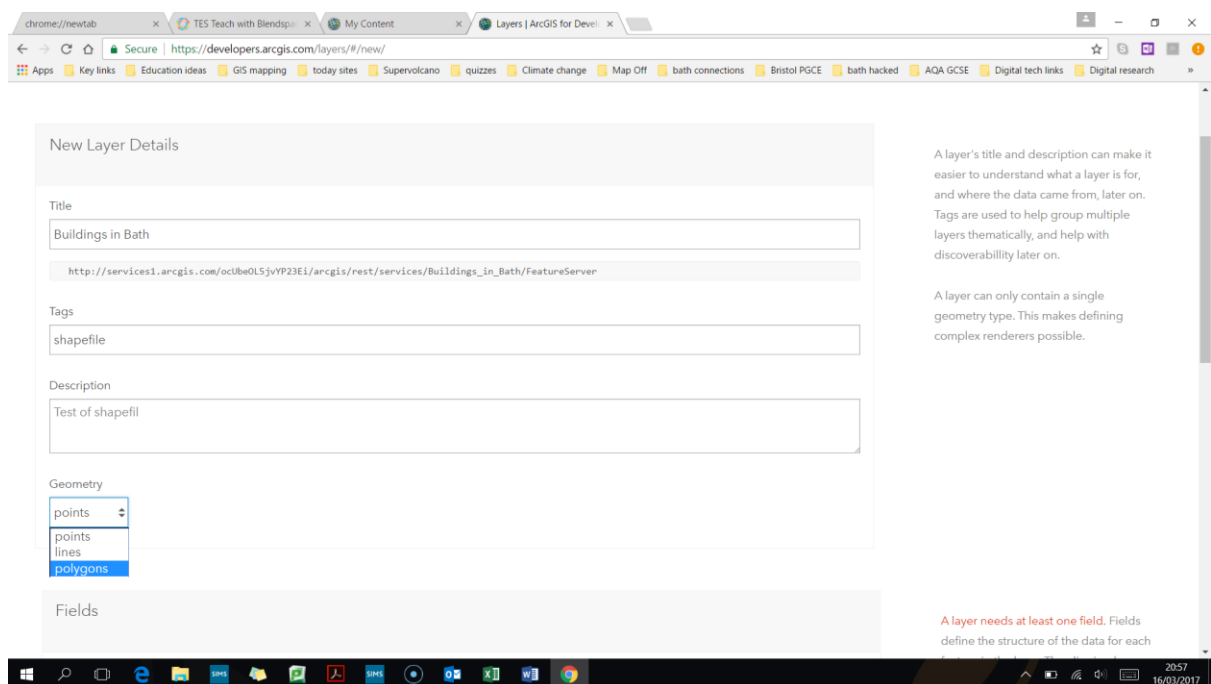 chrome://newtab
TES Teach with Blendspac
My Content
Layers | ArcGIS for Develo
Secure | https://developers.arcgis.com/layers/#/new/
Apps Key links Education ideas GIS mapping today sites Supervolcano quizzes Climate change Map Off bath connections Bristol PGCE bath hacked AQA GCSE Digital tech links Digital research »
New Layer Details
Title
Buildings in Bath
http://services1.arcgis.com/ocUbeOL5jvYP23Ei/arcgis/rest/services/Buildings_in_Bath/FeatureServer
Tags
shapefile
Description
Test of shapefil
Geometry
points
points
lines
polygons
Fields
A layer's title and description can make it
easier to understand what a layer is for,
and where the data came from, later on.
Tags are used to help group multiple
layers thematically, and help with
discoverabillity later on.
A layer can only contain a single
geometry type. This makes defining
complex renderers possible.
A layer needs at least one field. Fields
define the structure of the data for each
SIMS
SIMS
20:57
16/03/2017